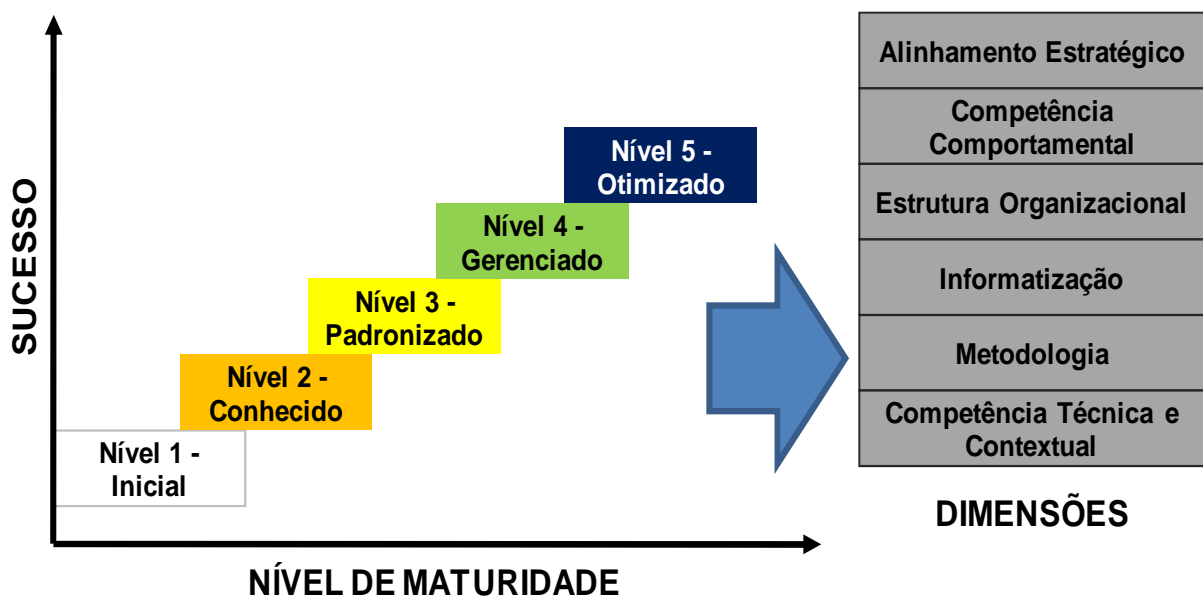 SUCESSO
Nível 5 -
Otimizado
Nível 4 -
Gerenciado
Nível 3 -
Padronizado
Nível 2 -
Conhecido
Nível 1 -
Inicial
NÍVEL DE MATURIDADE
Alinhamento Estratégico
Competência
Comportamental
Estrutura Organizacional
Informatização
Metodologia
Competência Técnica e
Contextual
DIMENSÕES